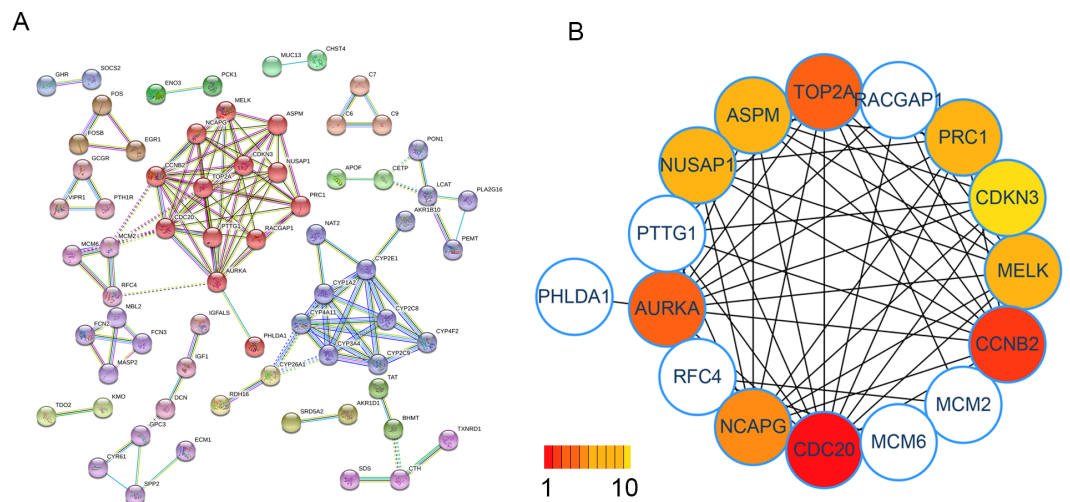 A
B
MUC13
CHST4
GHR
SOCS2
ENO3
PCK1
C7
C6
C9
FOS
FOSB
EGR1
MELK
NCAPG
ASPM
CDKN3
NUSAP1
CCNB2
TOP2A
PRC1
CDC20
PTTG1
RACGAP1
AURKA
PHLDA1
GCGR
VIPR1
PTH1R
MCM6
MCM2
RFC4
MBL2
FCN2
FCN3
MASP2
IGFALS
IGF1
DCN
GPC3
CYR61
SPP2
ECM1
TDO2
KMO
APOF
CETP
PON1
LCAT
PLA2G16
PEMT
AKR1B10
NAT2
CYP2E1
CYP1A2
CYP2C8
CYP4A11
CYP4F2
CYP3A4
CYP2C9
CYP26A1
RDH16
SRD5A2
AKR1D1
TAT
BHMT
TXNRD1
SDS
CTH
TOP2A
RACGAP1
ASPM
PRC1
NUSAP1
CDKN3
PTTG1
MELK
PHLDA1
AURKA
CCNB2
RFC4
MCM2
NCAPG
CDC20
MCM6
1 10